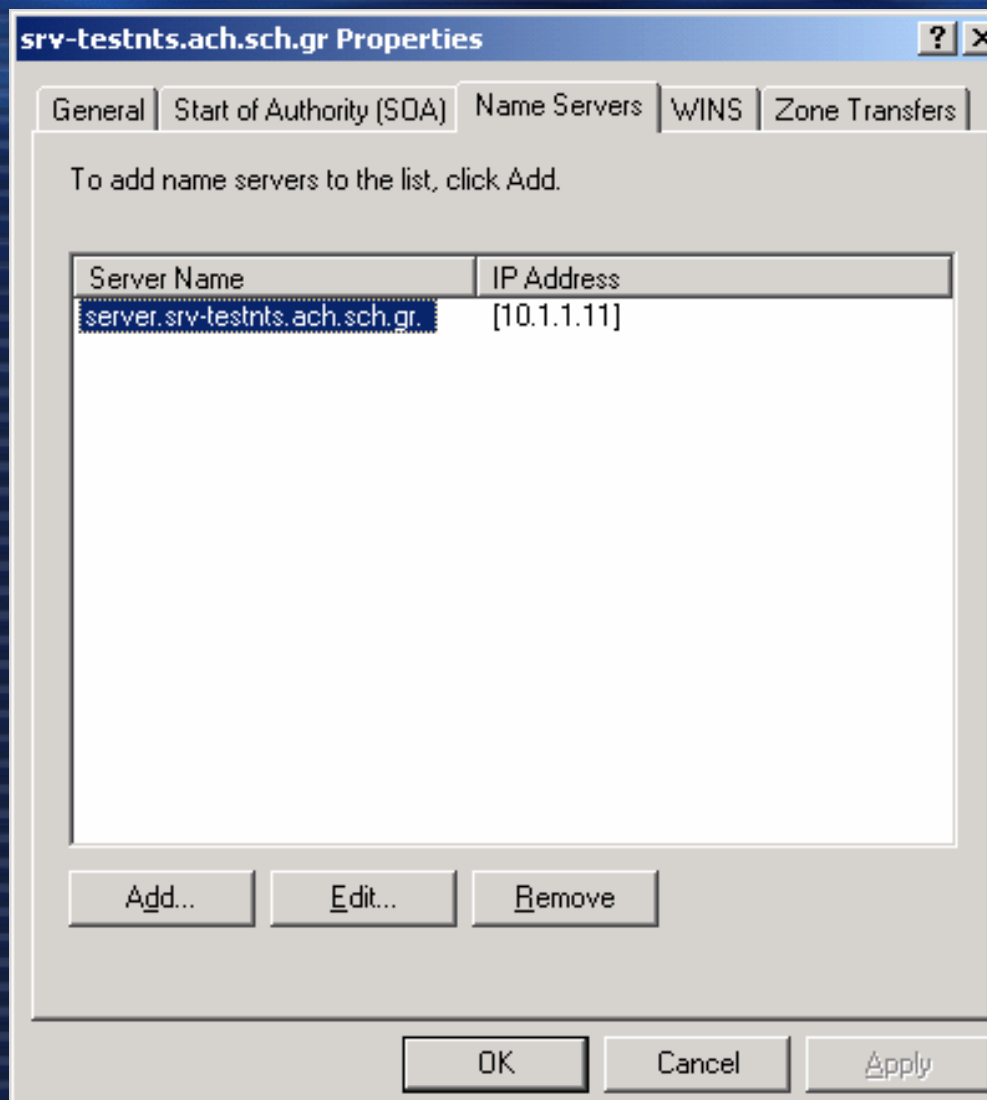 srv-testnts.ach.sch.gr Properties
General Start of Authority (SOA) Name Servers WINS Zone Transfers
To add name servers to the list, click Add.
Server Name IP Address
server.srv-testnts.ach.sch.gr. [10.1.1.11]
Add... Edit... Remove
OK Cancel Apply